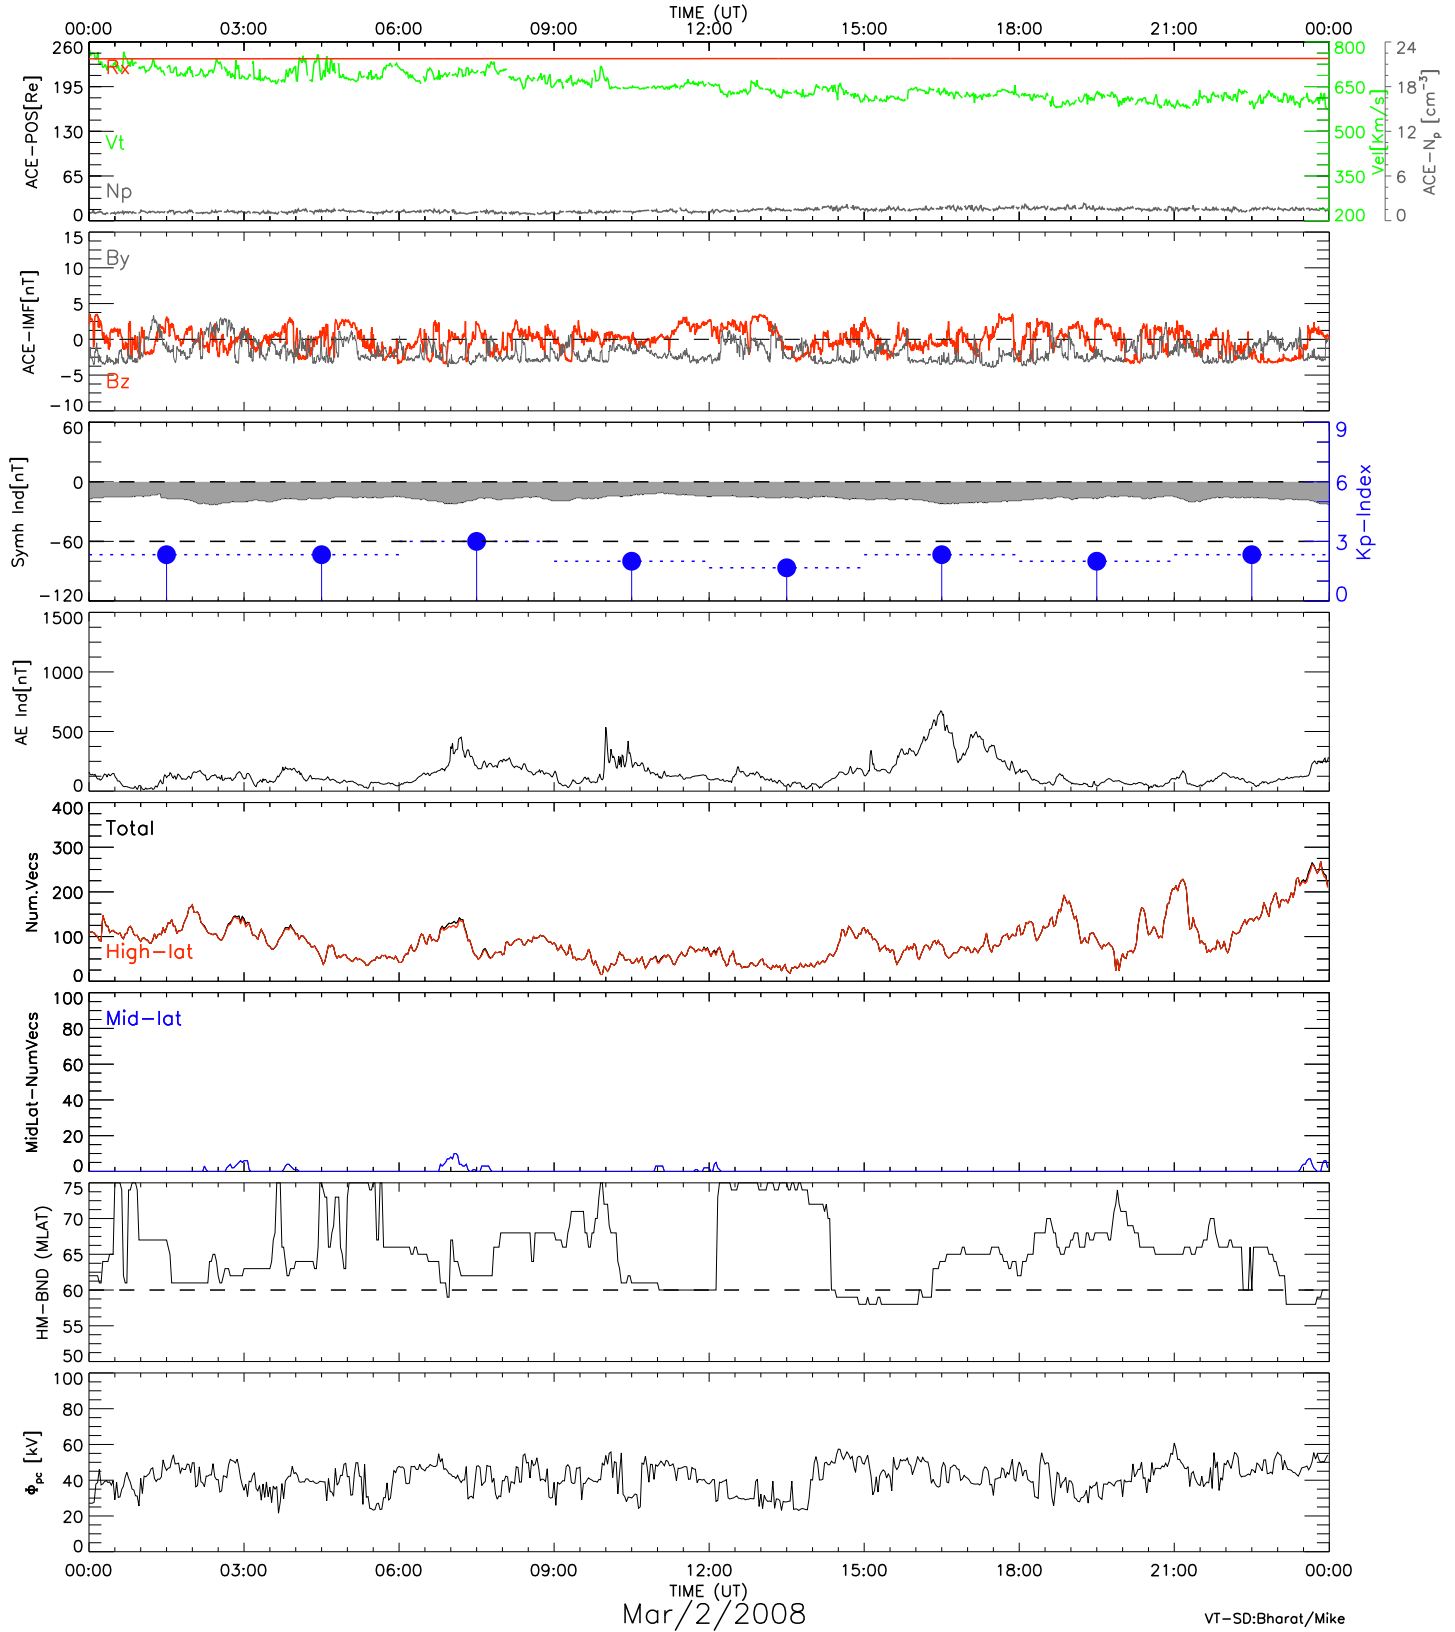 TIME (UT)
00:00 03:00 06:00 09:00 12:00 15:00 18:00 21:00 00:00
ACE-POS[Re]
260
195
130
65
0
Rx
Vt
Np
800
650
500
350
200
Vel[Km/s]
24
18
12
6
0
ACE-Np [cm-3]
ACE-IMF[nT]
15
10
5
0
-5
-10
By
Bz
Symh Ind[nT]
60
0
-60
-120
9
6
3
0
Kp-Index
AE Ind[nT]
1500
1000
500
0
Num.Vecs
400
300
200
100
0
Total
High-lat
MidLat-NumVecs
100
80
60
40
20
0
Mid-lat
HM-BND (MLAT)
75
70
65
60
55
50
Φpc [kV]
100
80
60
40
20
0
00:00 03:00 06:00 09:00 12:00 15:00 18:00 21:00 00:00
TIME (UT)
Mar/2/2008
VT-SD:Bharat/Mike